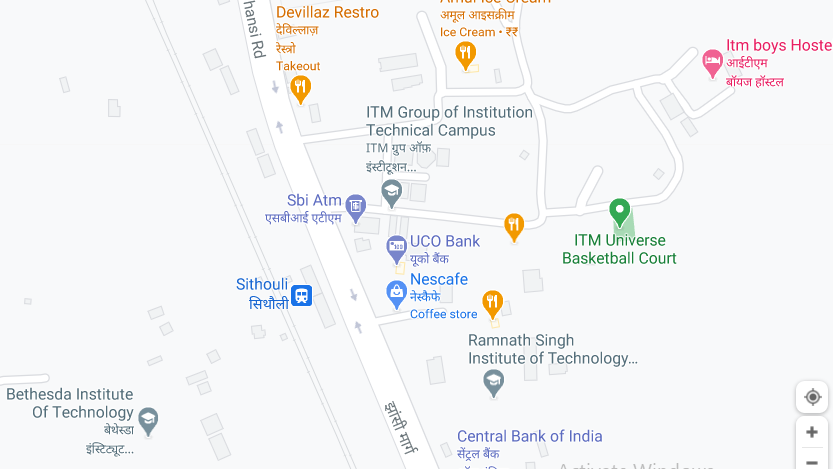 Devillaz Restro
देविल्लाज़
रेस्त्रो
Takeout
अमूल आइसक्रीम
Ice Cream • ₹₹
hansi Rd
Itm boys Hoste
आईटीएम
बॉयज हॉस्टल
ITM Group of Institution
Technical Campus
ITM ग्रुप ऑफ़
इंस्टीटूशन...
Sbi Atm
एसबीआई एटीएम
UCO Bank
यूको बैंक
ITM Universe
Basketball Court
Sithouli
सिथौली
Nescafe
नेस्कैफे
Coffee store
Ramnath Singh
Institute of Technology...
Bethesda Institute
Of Technology
बेथेस्डा
इंस्टिट्यूट...
झांसी मार्ग
Central Bank of India
सेंट्रल बैंक